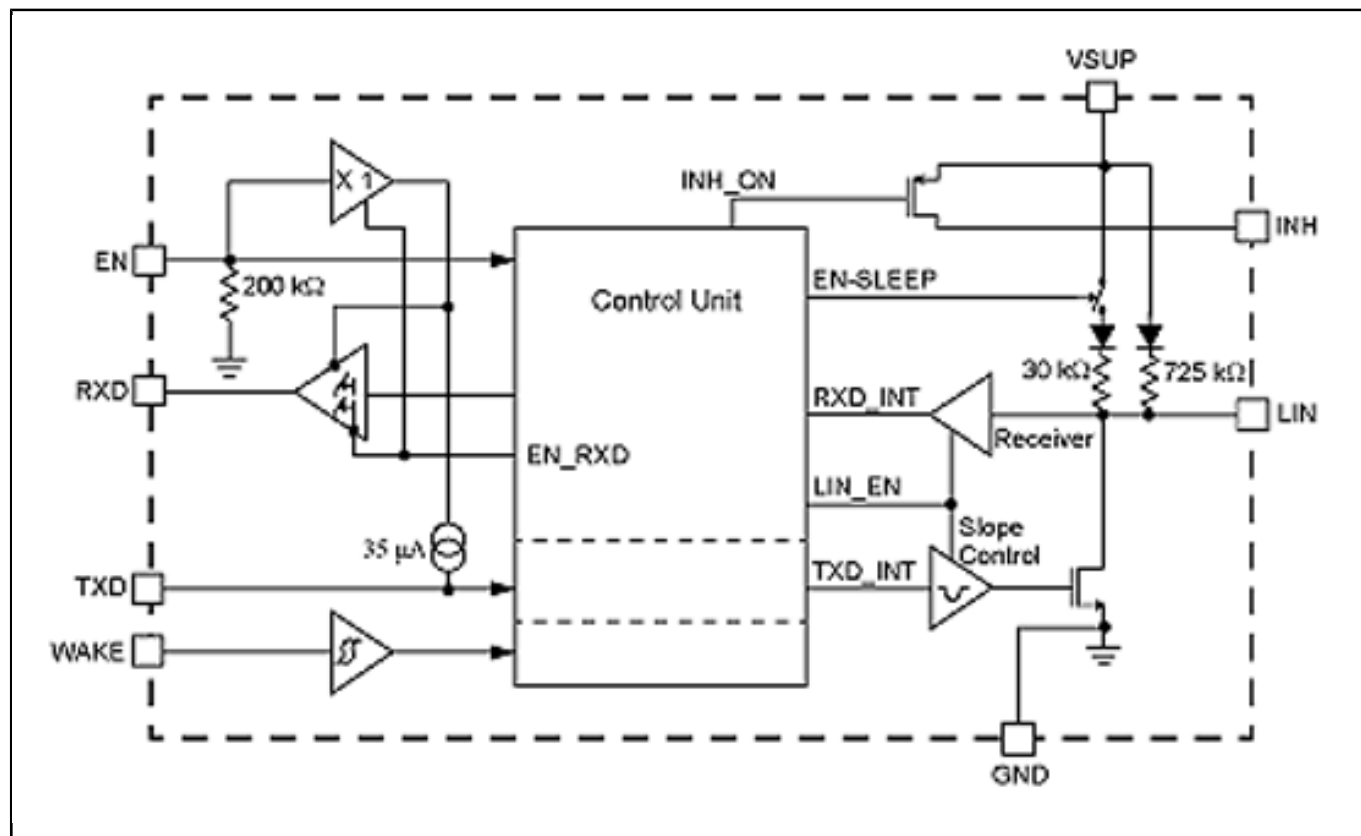 VSUP
X 1
INH_ON
INH
EN
200 kΩ
Control Unit
EN-SLEEP
RXD
30 kΩ
725 kΩ
RXD_INT
LIN
Receiver
EN_RXD
LIN_EN
35 μA
Slope
Control
TXD
TXD_INT
WAKE
GND